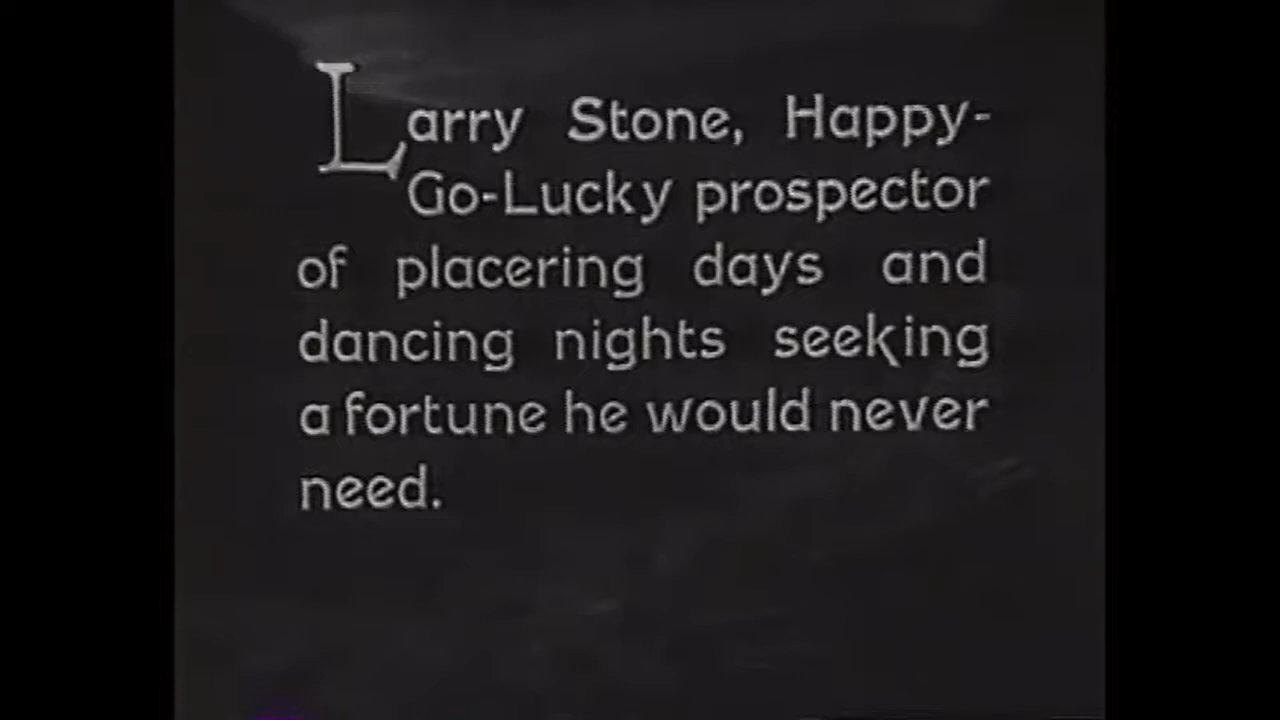 Larry Stone, Happy-
Go-Lucky prospector
of placering days and
dancing nights seeking
a fortune he would never
need.